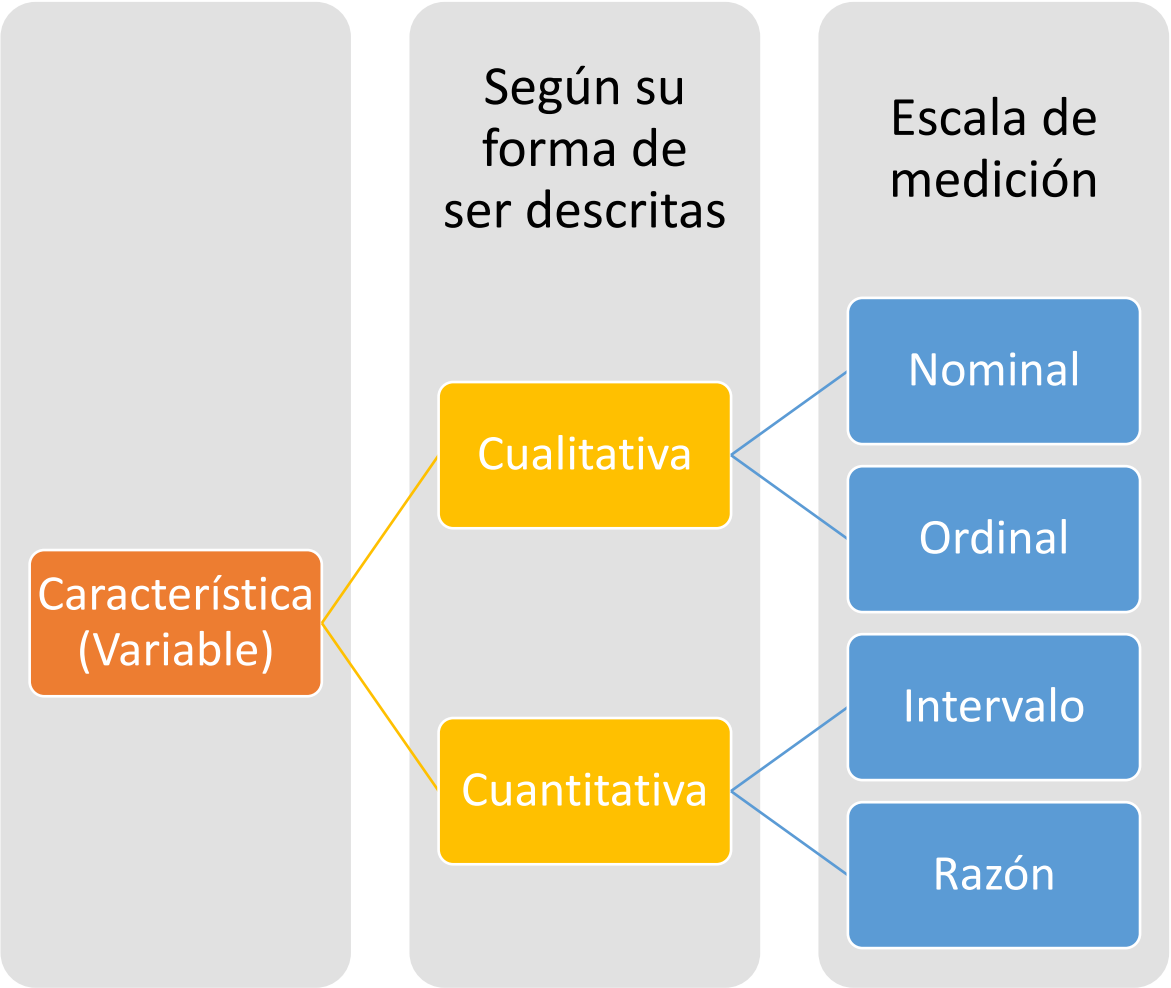 Según su
forma de
ser descritas
Escala de
medición
Característica
(Variable)
Cualitativa
Cuantitativa
Nominal
Ordinal
Intervalo
Razón